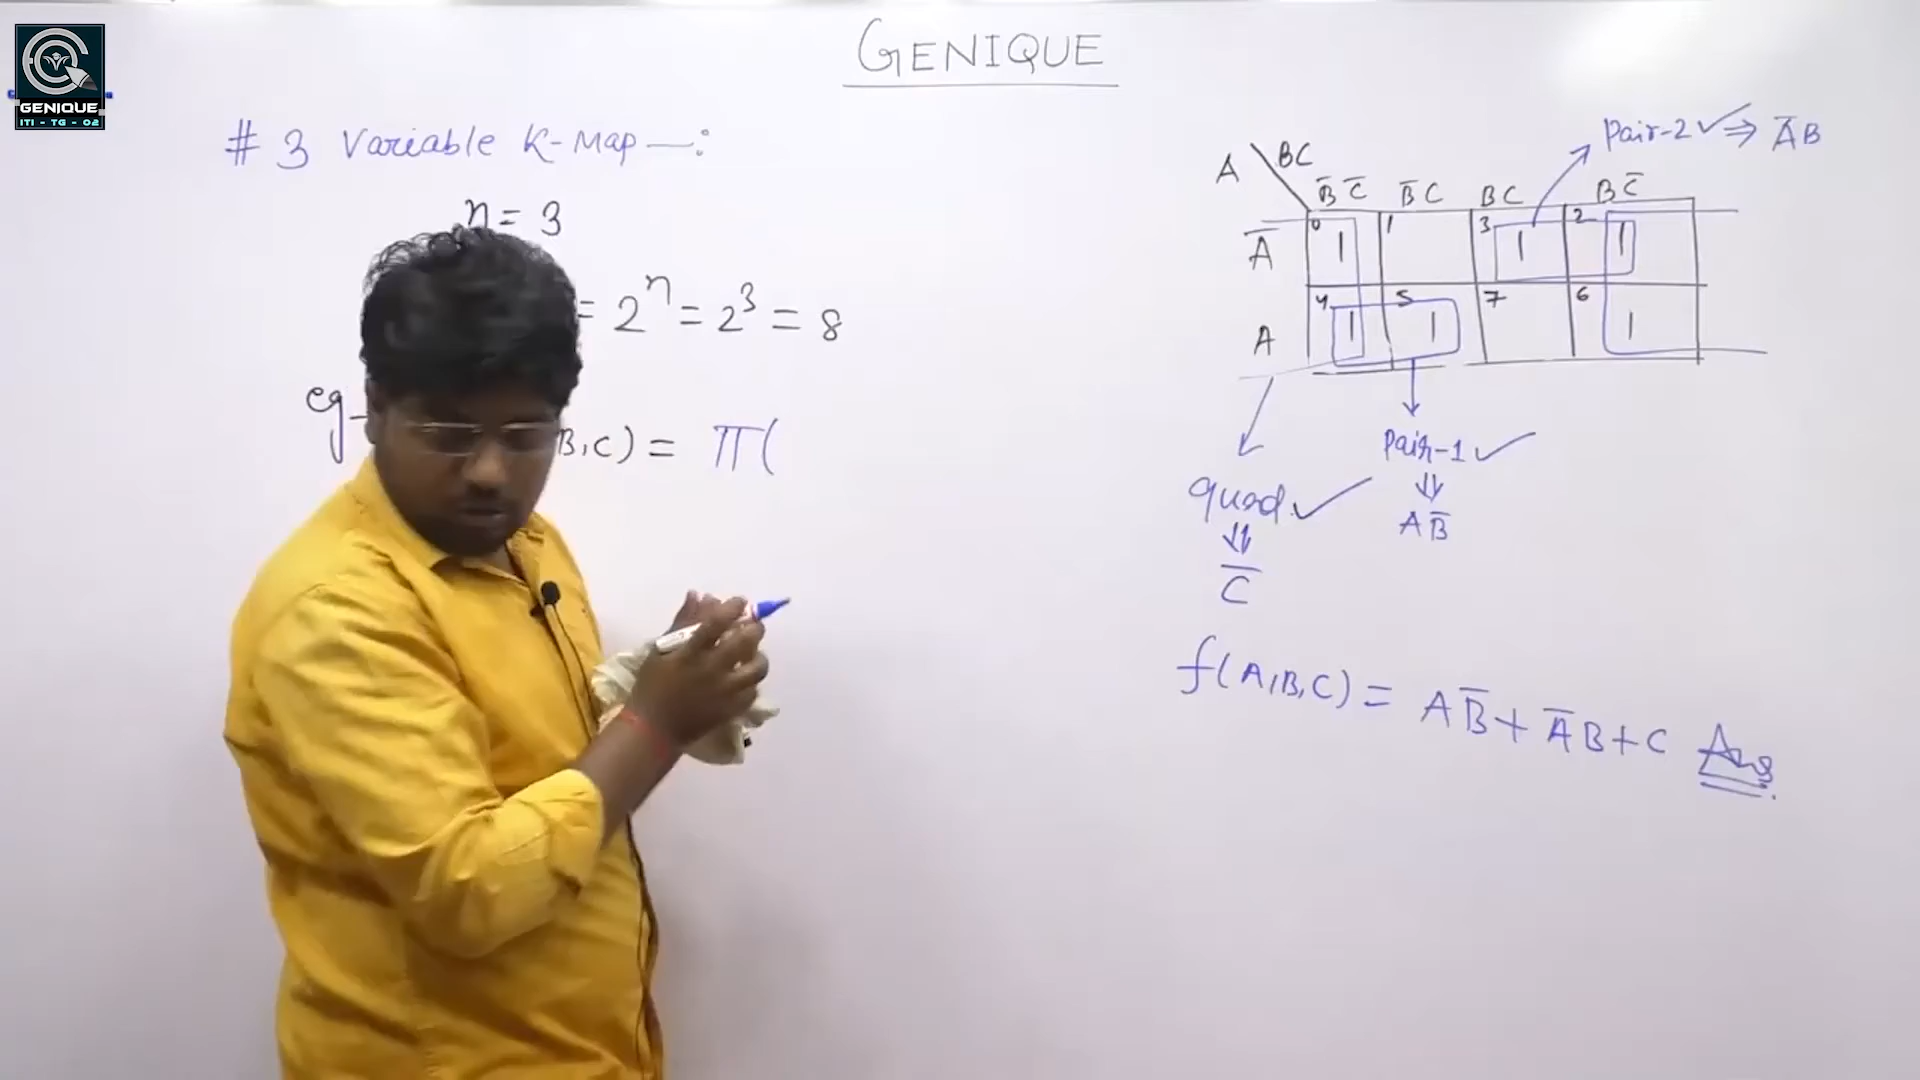 GENIQUE
ITI - TG - 02
GENIQUE
# 3 Variable K-Map —:
n = 3
= 2ⁿ = 2³ = 8
eg-
B,C) = π(
Pair-2 ✓ ⇒ A̅B
A \ BC
B̅C̅ B̅C BC BC̅
A̅ 0 1 1 3 1 2 1
A 4 1 5 1 7 6 1
Pair-1 ✓
⇓
AB̅
quad ✓
⇓
C̅
f(A,B,C) = AB̅ + A̅B + C Ans